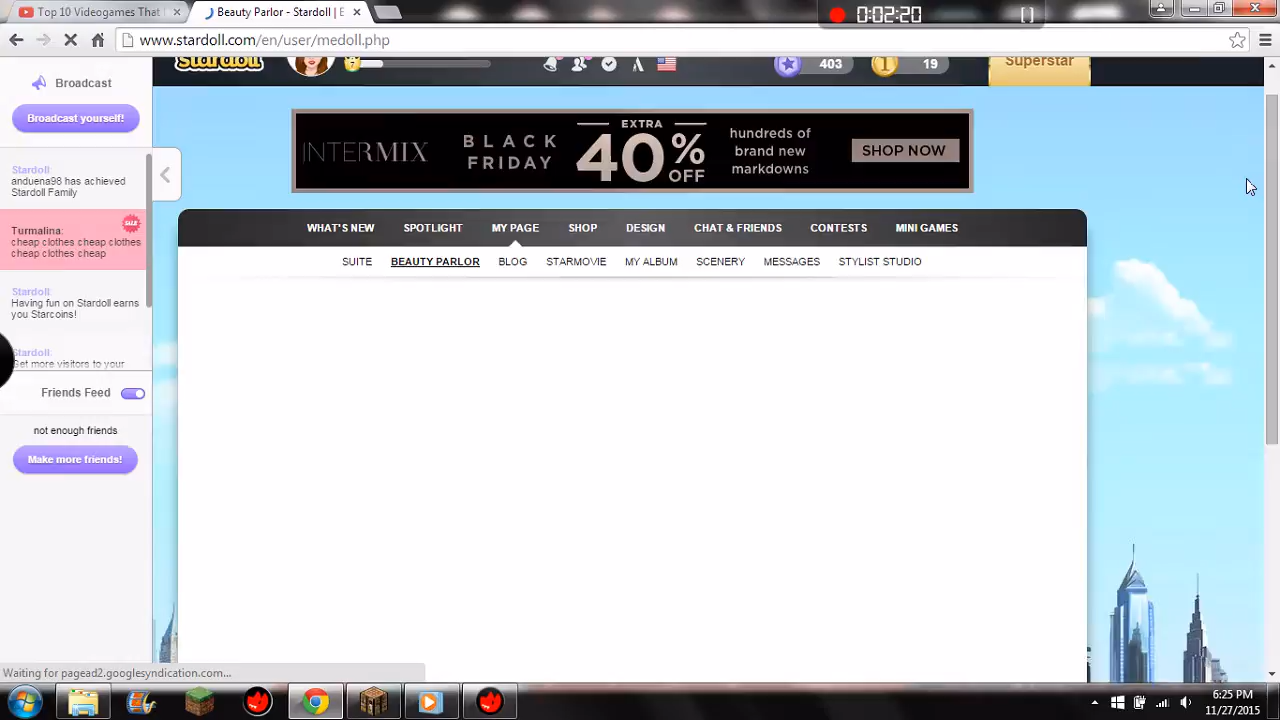 Top 10 Videogames That
Beauty Parlor - Stardoll | E
0:02:20
www.stardoll.com/en/user/medoll.php
stardoll
7
403
1
19
Superstar
Broadcast
Broadcast yourself!
Stardoll
anduena98 has achieved
Stardoll Family
Turmalina:
cheap clothes cheap clothes
cheap clothes cheap
Stardoll:
Having fun on Stardoll earns
you Starcoins!
Stardoll:
Get more visitors to your
Friends Feed
not enough friends
Make more friends!
INTERMIX
BLACK
FRIDAY
EXTRA
40%
OFF
hundreds of
brand new
markdowns
SHOP NOW
WHAT'S NEW SPOTLIGHT MY PAGE SHOP DESIGN CHAT & FRIENDS CONTESTS MINI GAMES
SUITE BEAUTY PARLOR BLOG STARMOVIE MY ALBUM SCENERY MESSAGES STYLIST STUDIO
Waiting for pagead2.googlesyndication.com...
6:25 PM
11/27/2015